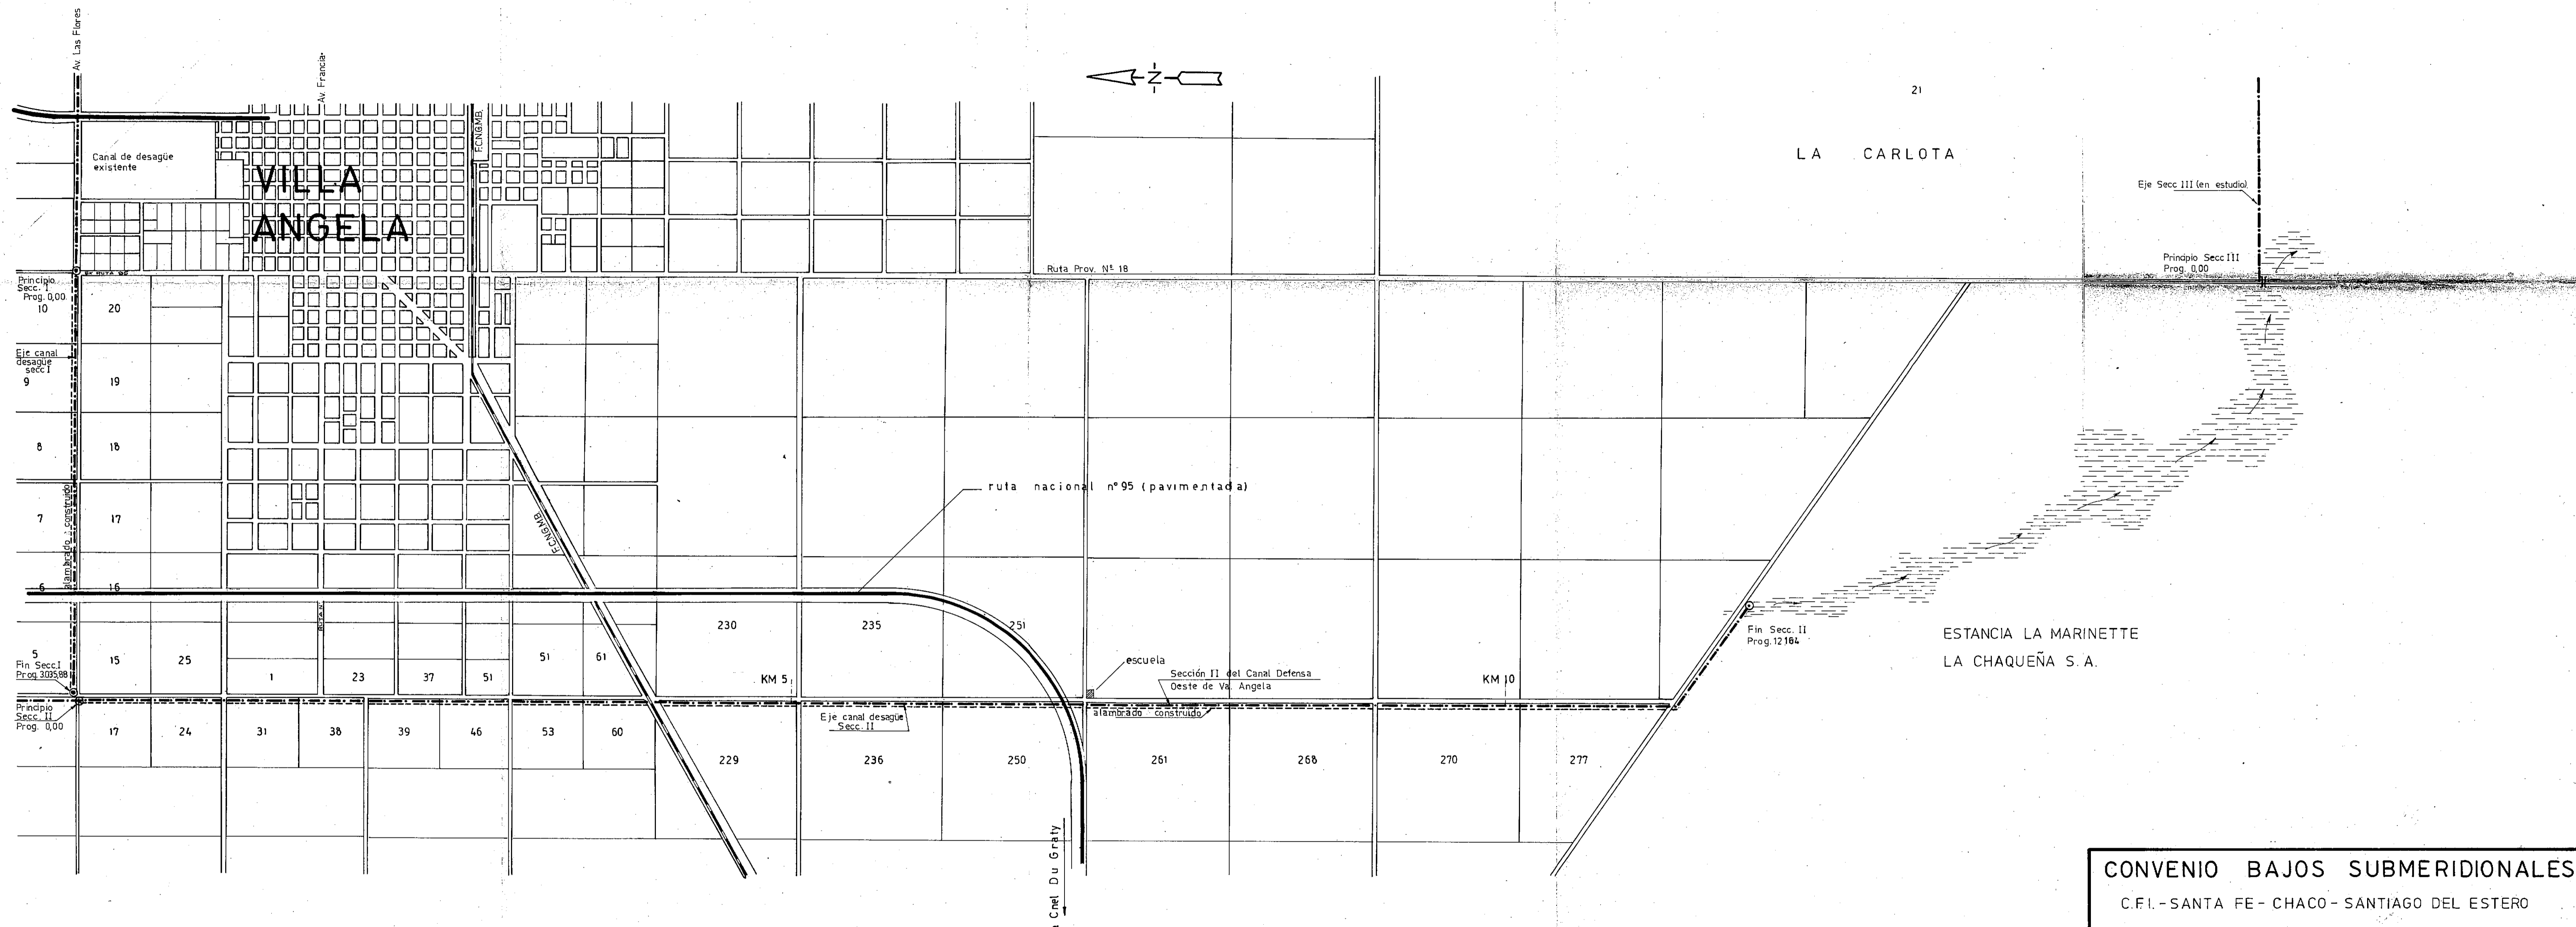 Av. Las Flores
Av. Francia
F.C.N.G.M.B.
Canal de desagüe
existente
VILLA
ANGELA
N
21
LA CARLOTA
Eje Secc III (en estudio)
Principio Secc III
Prog. 0,00
Ruta Prov. Nº 18
Principio
Secc. I
Prog. 0,00
10
20
Eje canal
desagüe
secc I
9
19
8
18
alambrado construido
7
17
6
16
ruta nacional nº 95 (pavimentada)
F.C.N.G.M.B.
5
Fin Secc. I
Prog. 3.035,88
15
25
1
23
37
51
51
61
230
235
251
KM 5
escuela
Sección II del Canal Defensa
Oeste de Va. Angela
KM 10
Fin Secc. II
Prog. 12.184
ESTANCIA LA MARINETTE
LA CHAQUEÑA S. A.
Principio
Secc. II
Prog. 0,00
17
24
31
38
39
46
53
60
229
Eje canal desagüe
Secc. II
alambrado construido
236
250
261
268
270
277
Cnel Du Graty
CONVENIO BAJOS SUBMERIDIONALES
C.F.I.-SANTA FE-CHACO-SANTIAGO DEL ESTERO